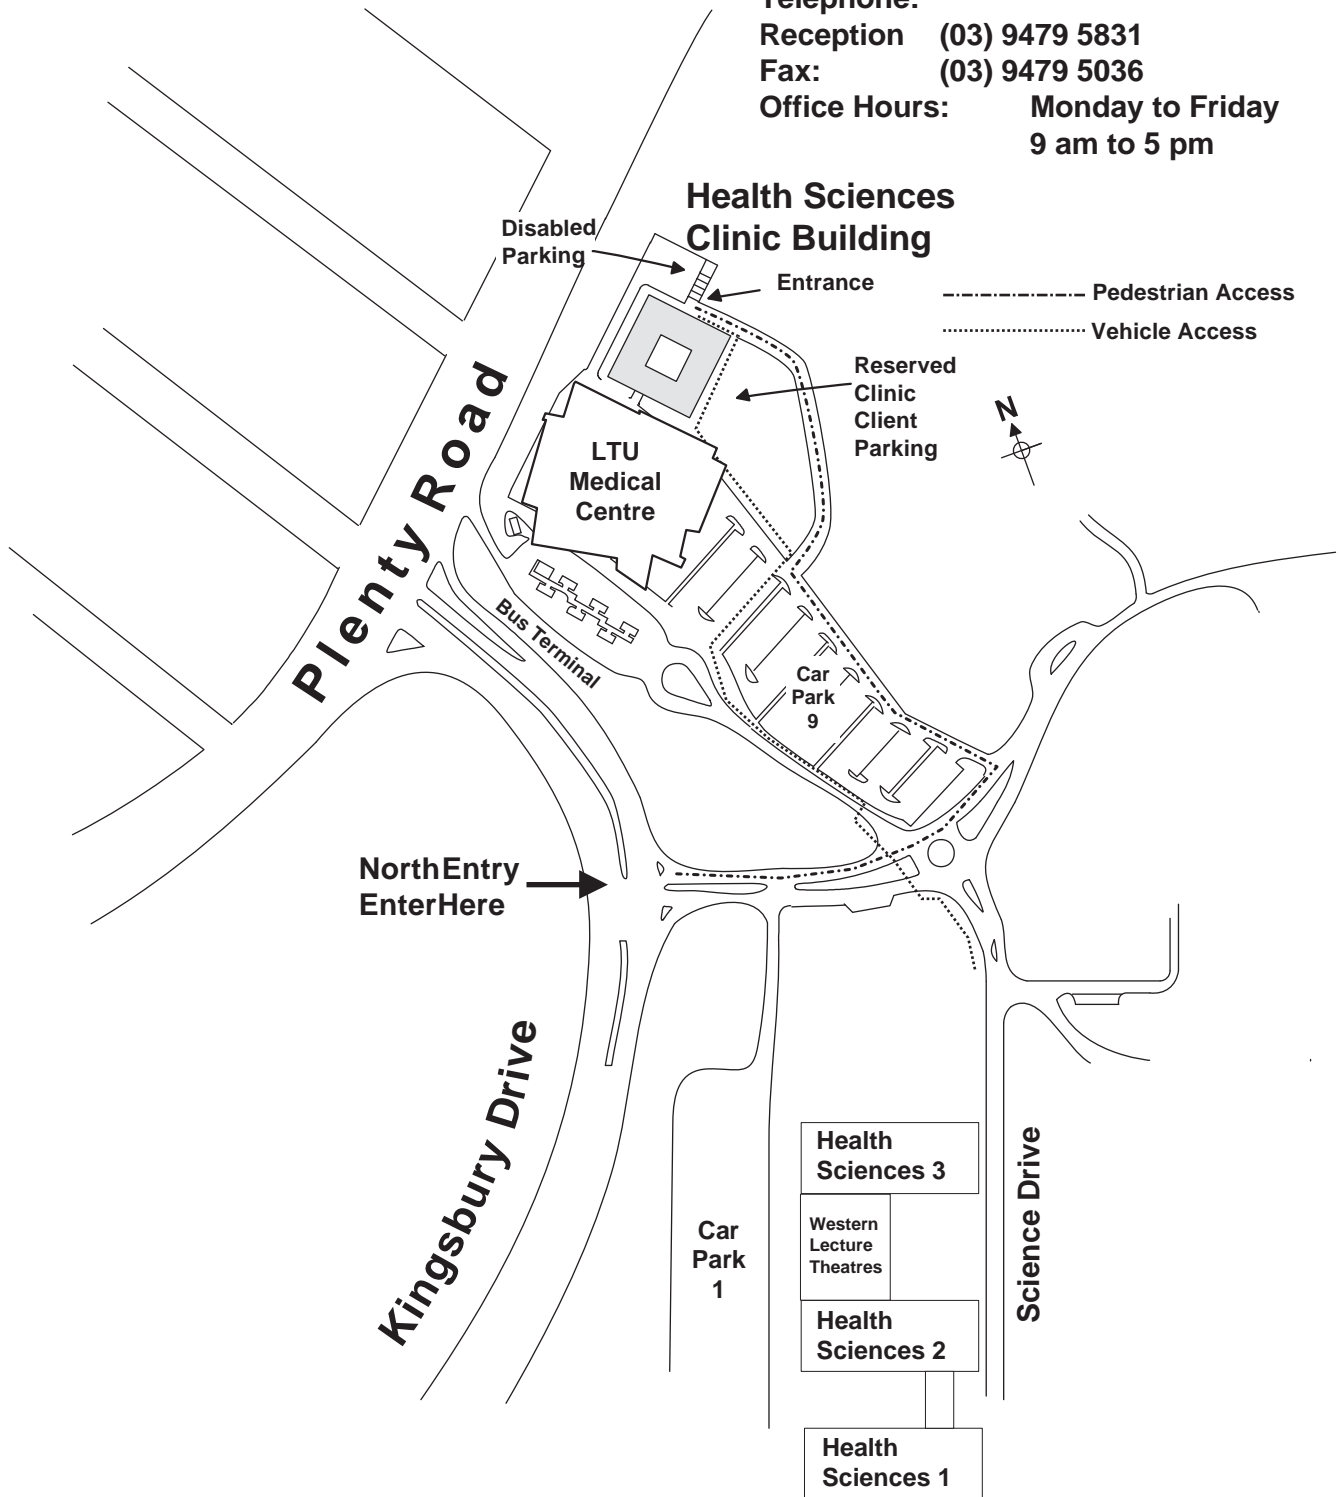 Telephone:
Reception (03) 9479 5831
Fax: (03) 9479 5036
Office Hours: Monday to Friday
9 am to 5 pm
Health Sciences
Clinic Building
Disabled
Parking
Entrance
Pedestrian Access
Vehicle Access
Reserved
Clinic
Client
Parking
N
Plenty Road
LTU
Medical
Centre
Bus Terminal
Car
Park
9
NorthEntry
EnterHere
Kingsbury Drive
Health
Sciences 3
Western
Lecture
Theatres
Car
Park
1
Science Drive
Health
Sciences 2
Health
Sciences 1